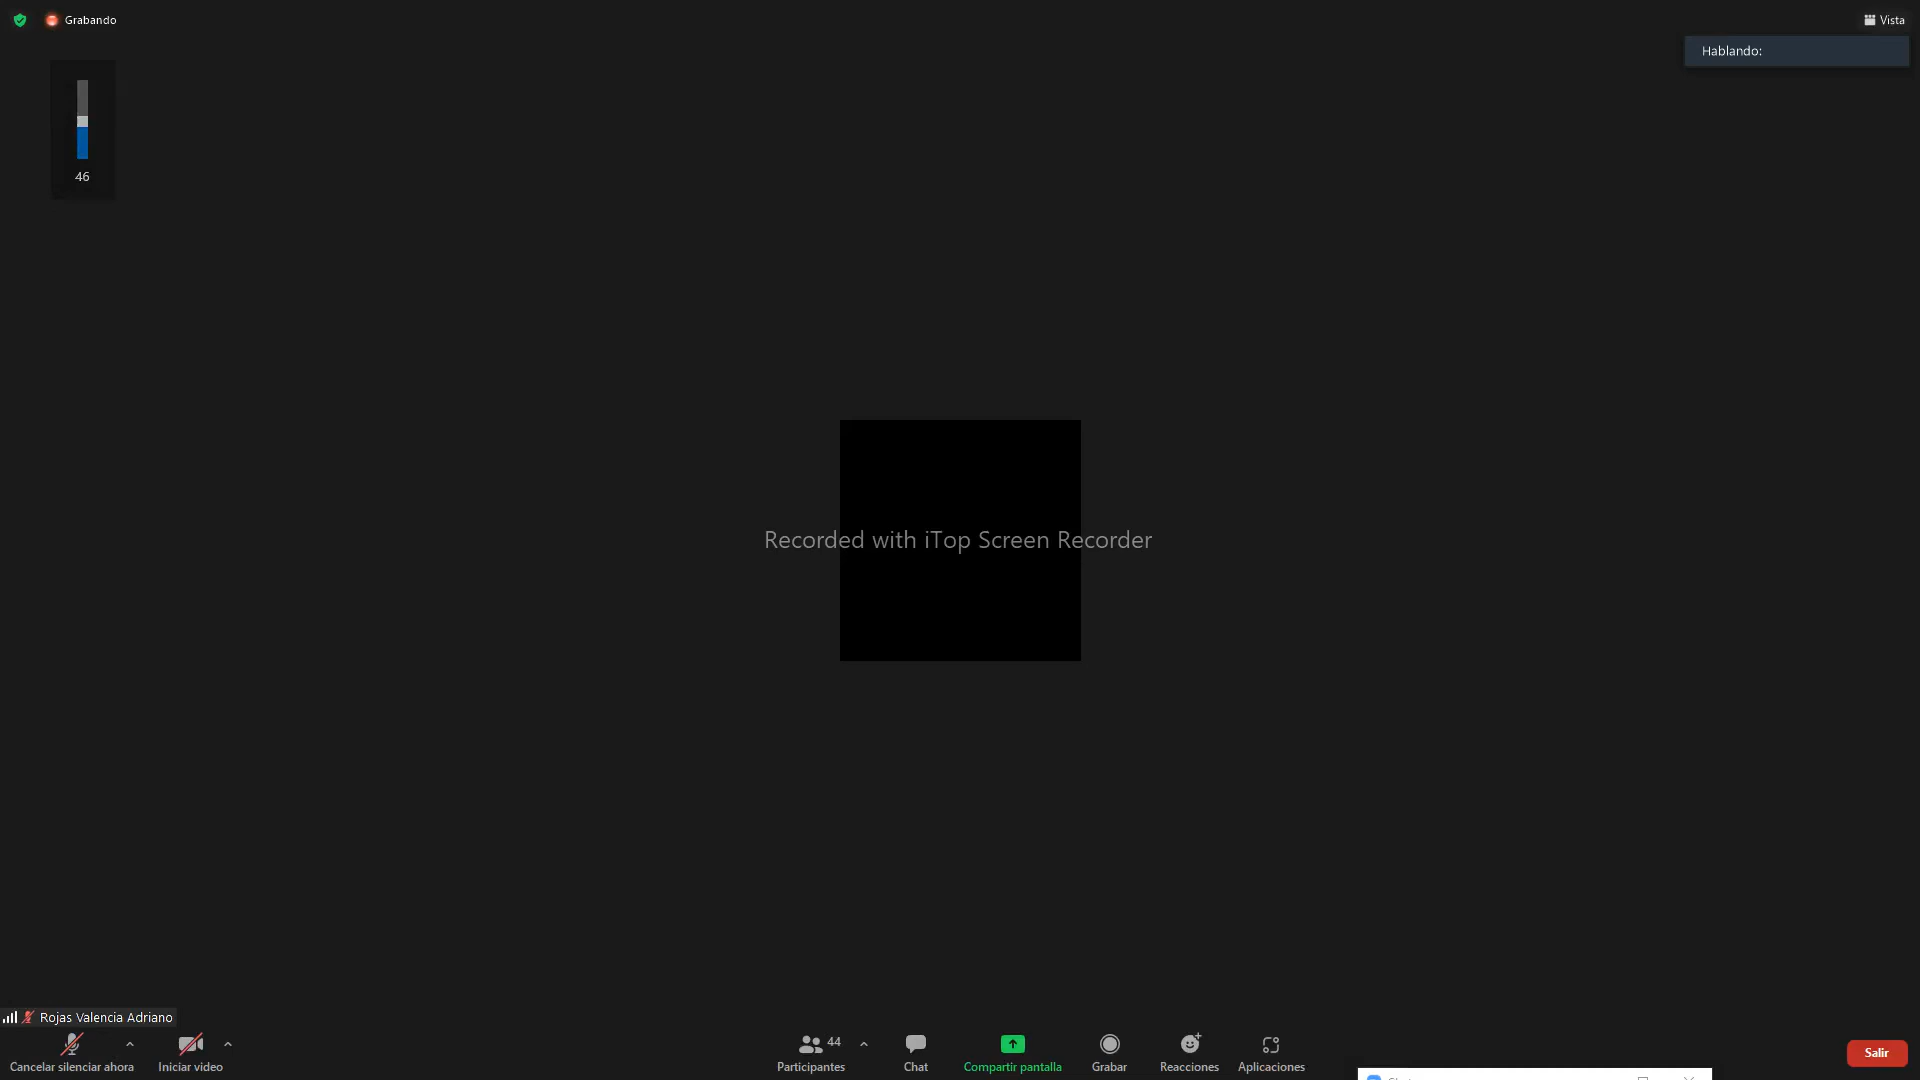 Grabando
Vista
Hablando:
46
Recorded with iTop Screen Recorder
Rojas Valencia Adriano
Cancelar silenciar ahora
Iniciar video
44
Participantes
Chat
Compartir pantalla
Grabar
Reacciones
Aplicaciones
Salir